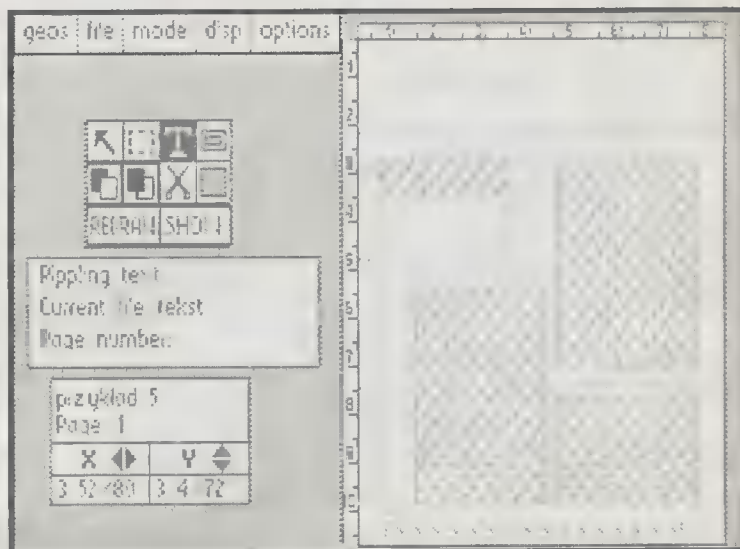 geos file mode disp options
REDRAW SHOW
Rippling text
Current file tekst
Page number:
przyklad 5
Page 1
X Y